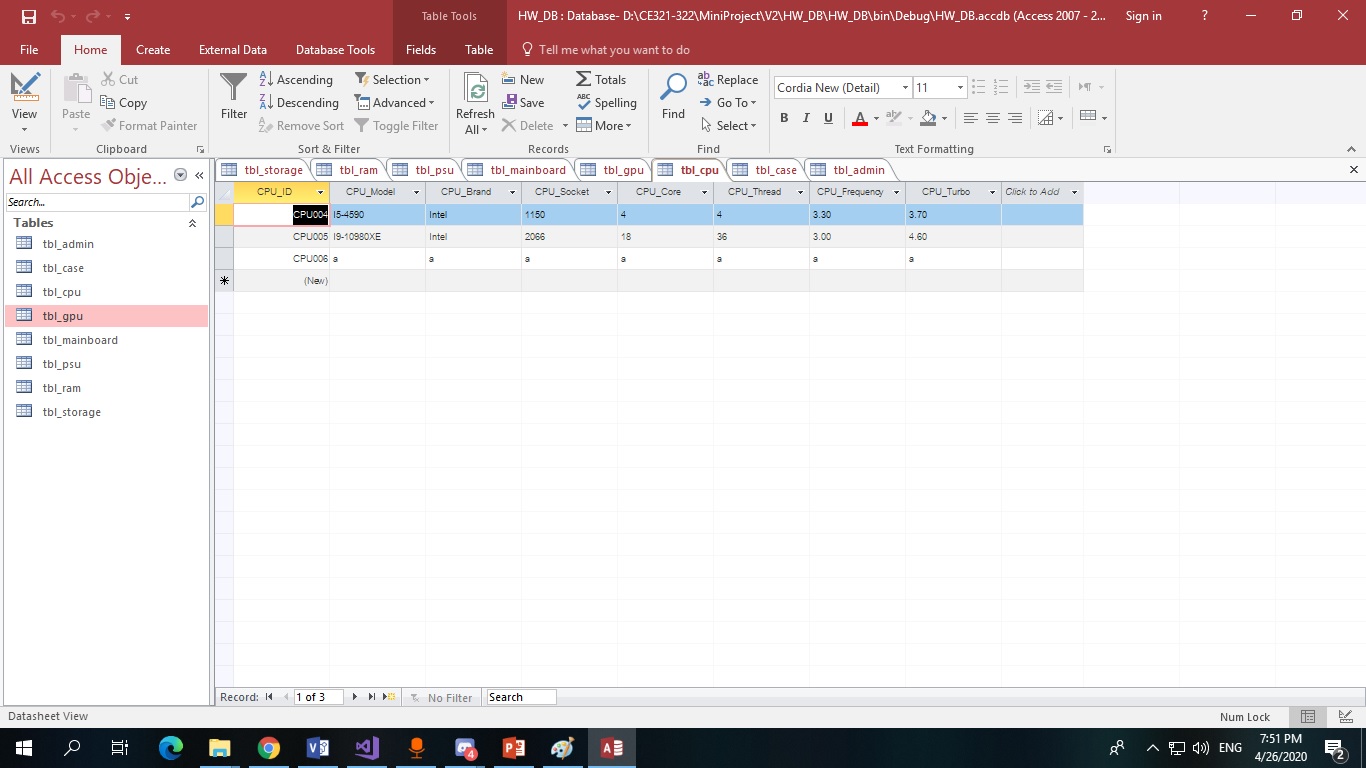 Table Tools HW_DB : Database- D:\CE321-322\MiniProject\V2\HW_DB\HW_DB\bin\Debug\HW_DB.accdb (Access 2007 - 2... Sign in ?
File Home Create External Data Database Tools Fields Table Tell me what you want to do
View Paste Cut Copy Format Painter
Filter Ascending Descending Remove Sort Selection Advanced Toggle Filter
Refresh All New Save Delete Totals Spelling More
Find Replace Go To Select
Cordia New (Detail) 11
B I U A
Views Clipboard Sort & Filter Records Find Text Formatting
All Access Obje... «
Search...
Tables
tbl_admin
tbl_case
tbl_cpu
tbl_gpu
tbl_mainboard
tbl_psu
tbl_ram
tbl_storage
tbl_storage tbl_ram tbl_psu tbl_mainboard tbl_gpu tbl_cpu tbl_case tbl_admin
CPU_ID CPU_Model CPU_Brand CPU_Socket CPU_Core CPU_Thread CPU_Frequency CPU_Turbo Click to Add
CPU004 I5-4590 Intel 1150 4 4 3.30 3.70
CPU005 I9-10980XE Intel 2066 18 36 3.00 4.60
CPU006 a a a a a a a
(New)
Record: 1 of 3 No Filter Search
Datasheet View Num Lock
4 ENG 7:51 PM
4/26/2020 2